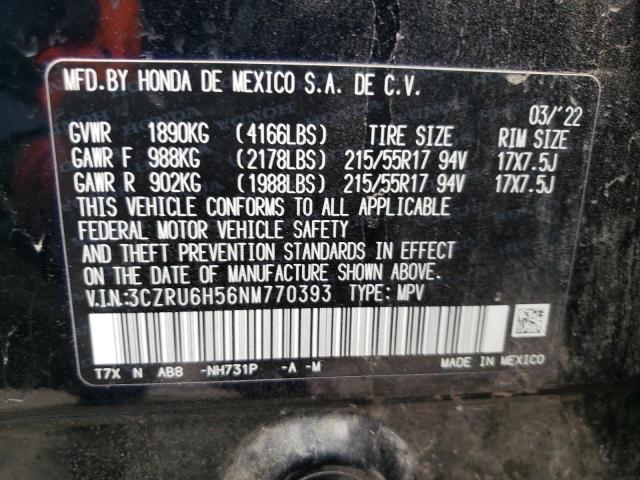 MFD.BY HONDA DE MEXICO S.A. DE C.V.
03/'22
GVWR 1890KG (4166LBS) TIRE SIZE RIM SIZE
GAWR F 988KG (2178LBS) 215/55R17 94V 17X7.5J
GAWR R 902KG (1988LBS) 215/55R17 94V 17X7.5J
THIS VEHICLE CONFORMS TO ALL APPLICABLE
FEDERAL MOTOR VEHICLE SAFETY
AND THEFT PREVENTION STANDARDS IN EFFECT
ON THE DATE OF MANUFACTURE SHOWN ABOVE.
V.I.N.:3CZRU6H56NM770393 TYPE: MPV
T7X N AB8 -NH731P -A -M MADE IN MEXICO